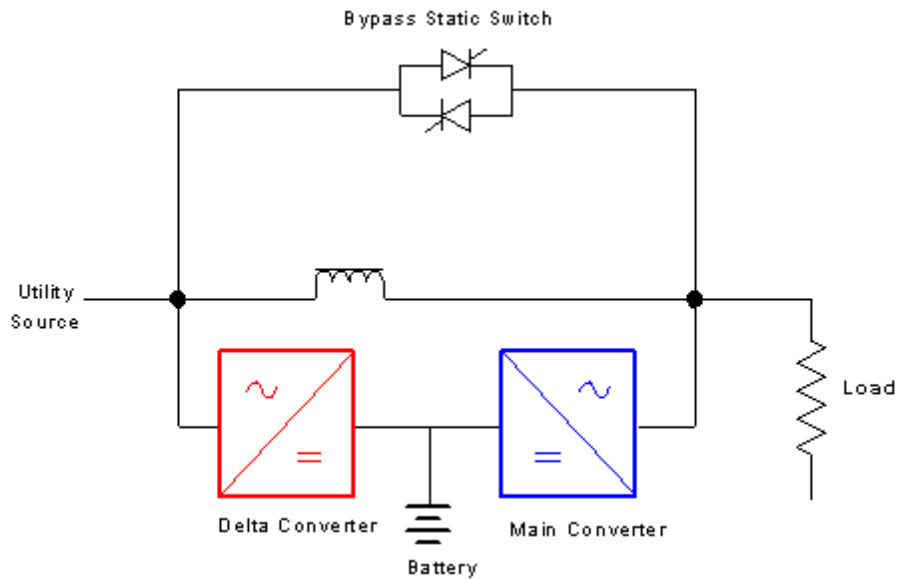 Bypass Static Switch
Utility
Source
Load
Delta Converter
Main Converter
Battery